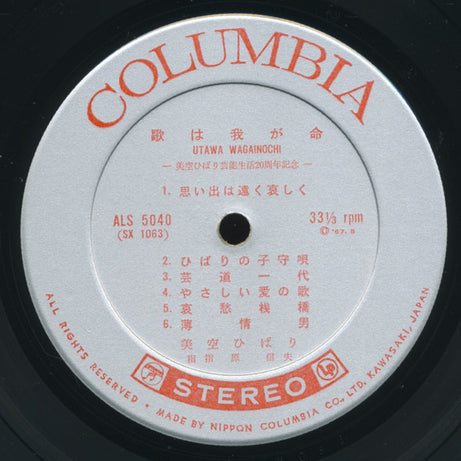 COLUMBIA
歌は我が命
UTAWA WAGAINOCHI
—美空ひばり芸能生活20周年記念—
1. 思い出は遠く哀しく
ALS 5040
(SX 1063)
33⅓ rpm
Ⓟ'67.8
2. ひばりの子守唄
3. 芸道一代
4. やさしい愛の歌
5. 哀愁桟橋
6. 薄情男
美空ひばり
STEREO
LP
ALL RIGHTS RESERVED • MADE BY NIPPON COLUMBIA CO., LTD. KAWASAKI, JAPAN